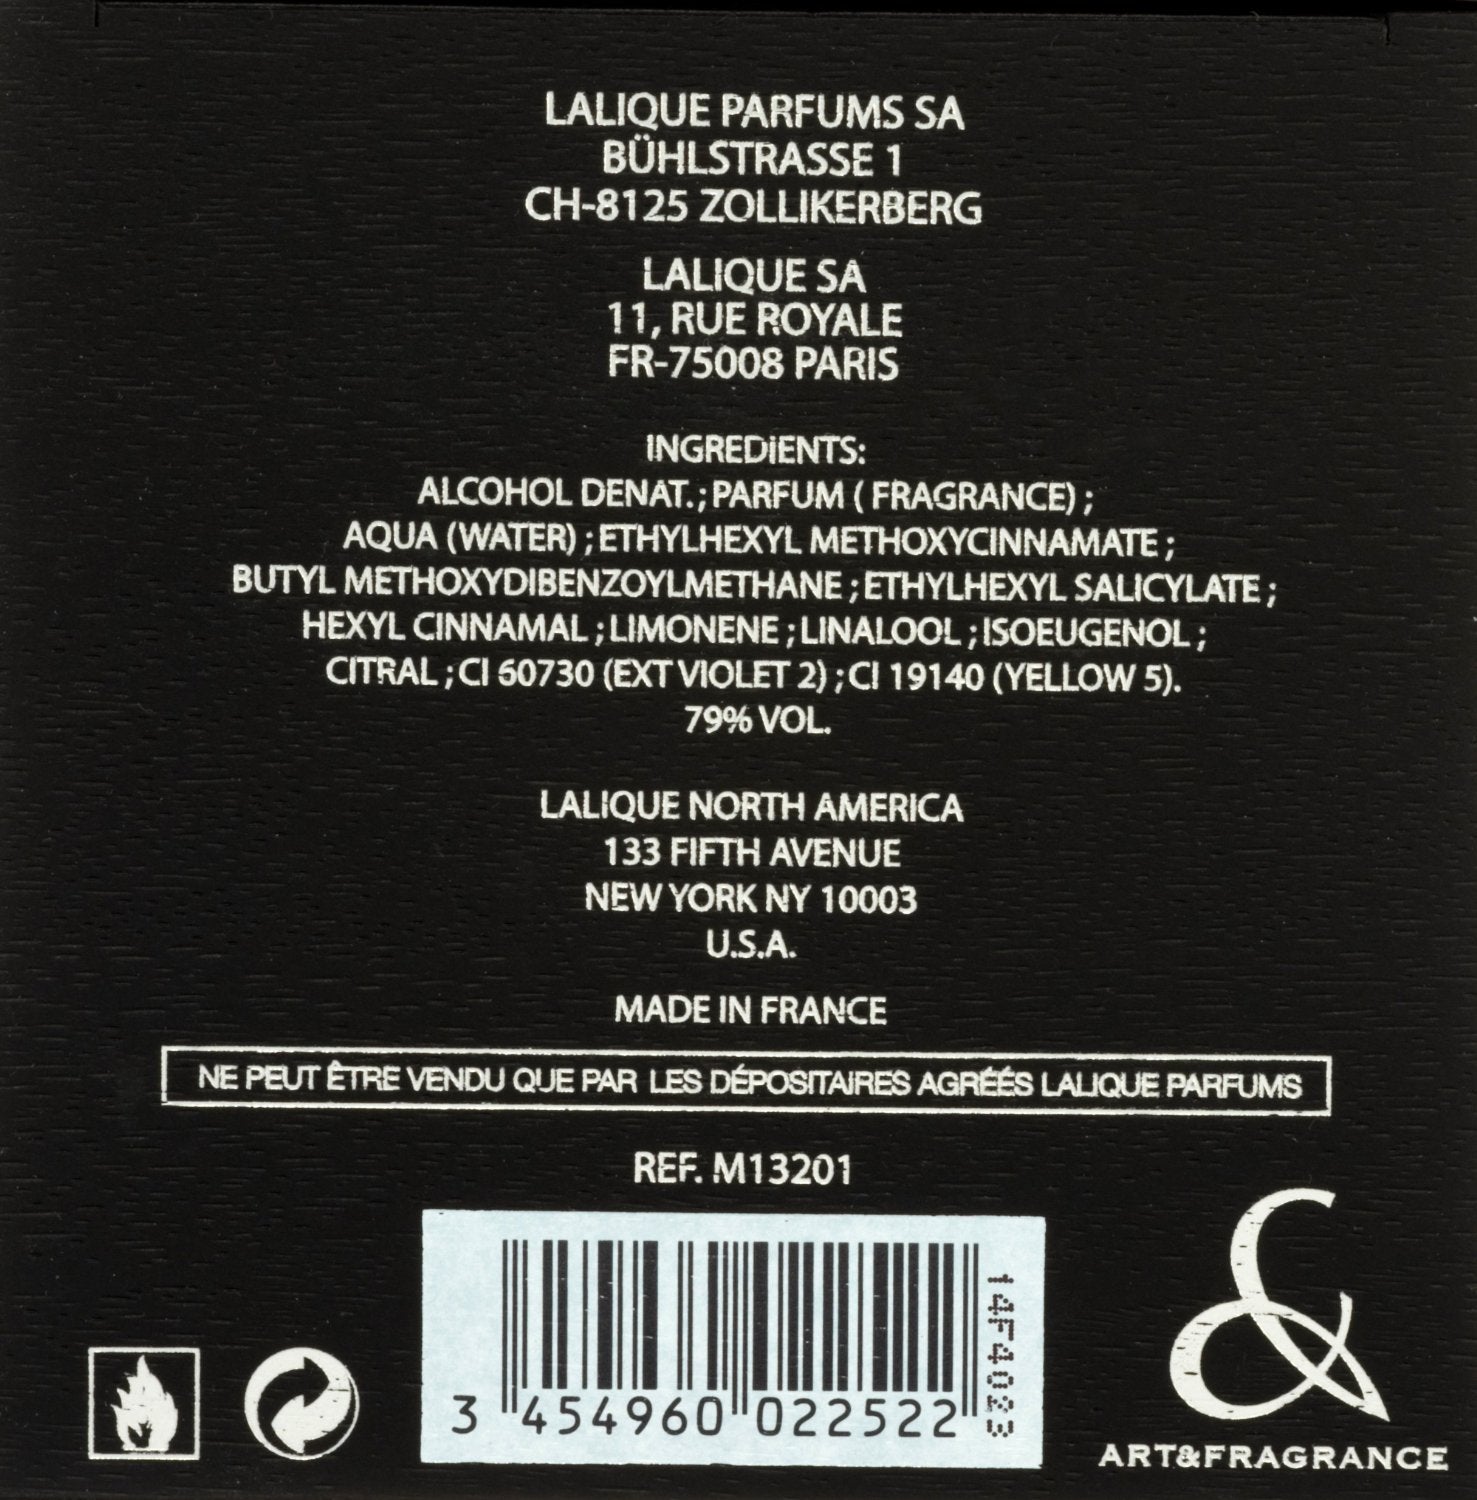 LALIQUE PARFUMS SA
BÜHLSTRASSE 1
CH-8125 ZOLLIKERBERG
LALIQUE SA
11, RUE ROYALE
FR-75008 PARIS
INGREDIENTS:
ALCOHOL DENAT. ; PARFUM ( FRAGRANCE) ;
AQUA (WATER) ; ETHYLHEXYL METHOXYCINNAMATE ;
BUTYL METHOXYDIBENZOYLMETHANE ; ETHYLHEXYL SALICYLATE ;
HEXYL CINNAMAL ; LIMONENE ; LINALOOL ; ISOEUGENOL ;
CITRAL ; CI 60730 (EXT VIOLET 2) ; CI 19140 (YELLOW 5).
79% VOL.
LALIQUE NORTH AMERICA
133 FIFTH AVENUE
NEW YORK NY 10003
U.S.A.
MADE IN FRANCE
NE PEUT ÊTRE VENDU QUE PAR LES DÉPOSITAIRES AGRÉÉS LALIQUE PARFUMS
REF. M13201
3 454960 022522
14F4023
&
ART&FRAGRANCE